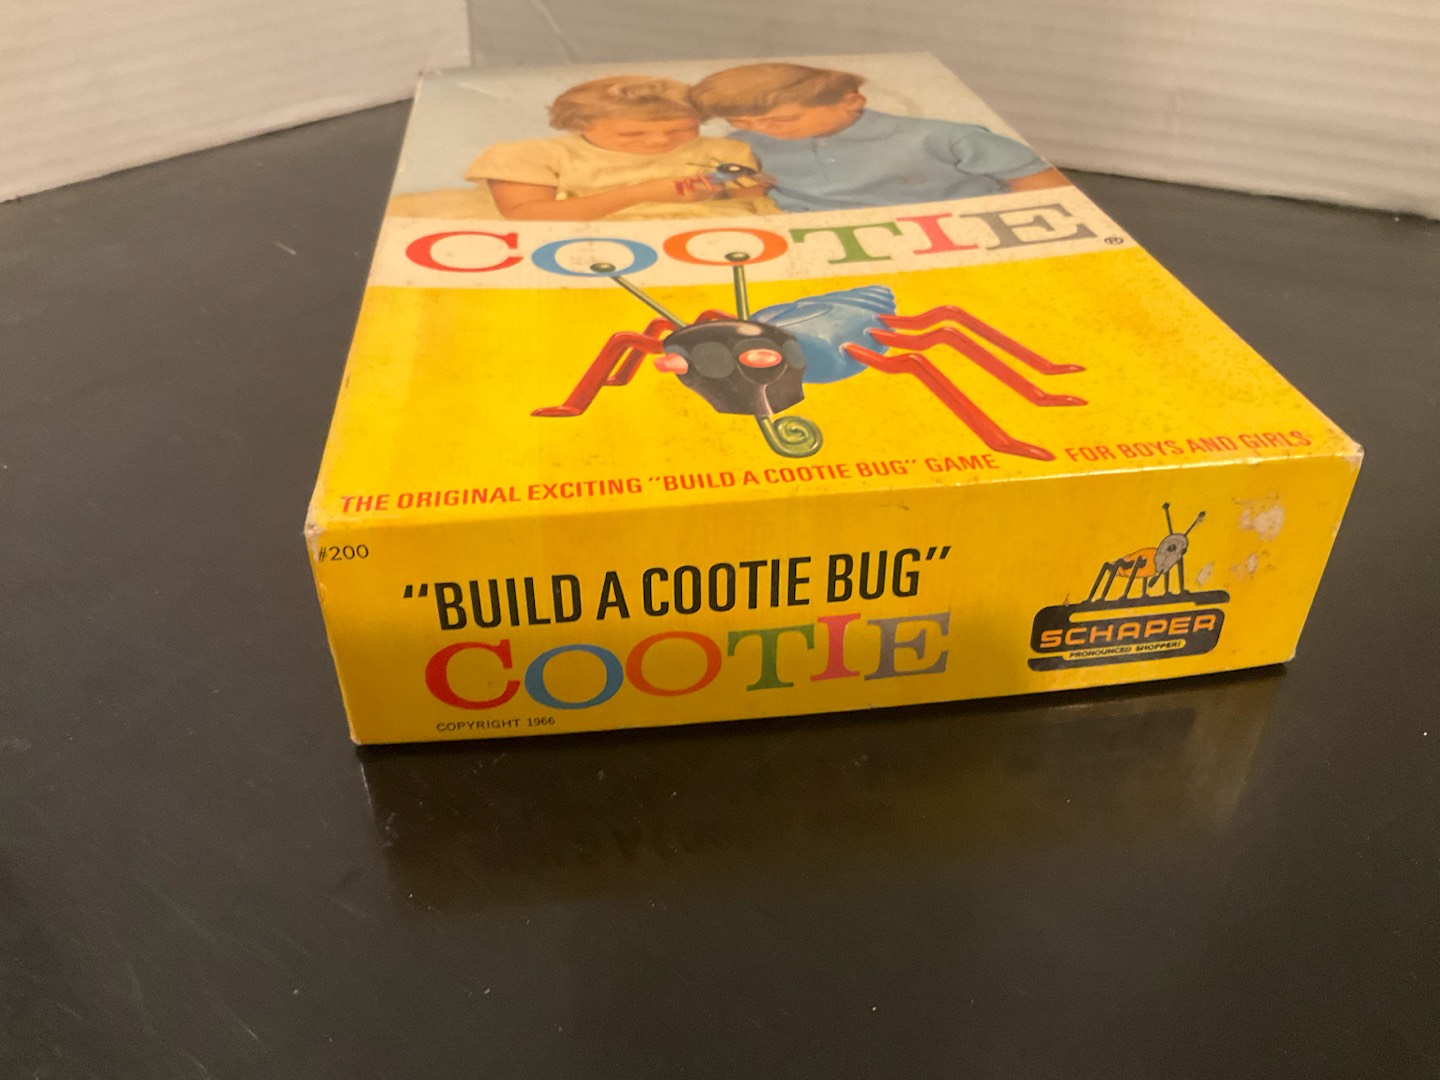 COOTIE®
THE ORIGINAL EXCITING "BUILD A COOTIE BUG" GAME FOR BOYS AND GIRLS
#200
"BUILD A COOTIE BUG"
COOTIE
COPYRIGHT 1966
SCHAPER
PRONOUNCED SHOPPER!